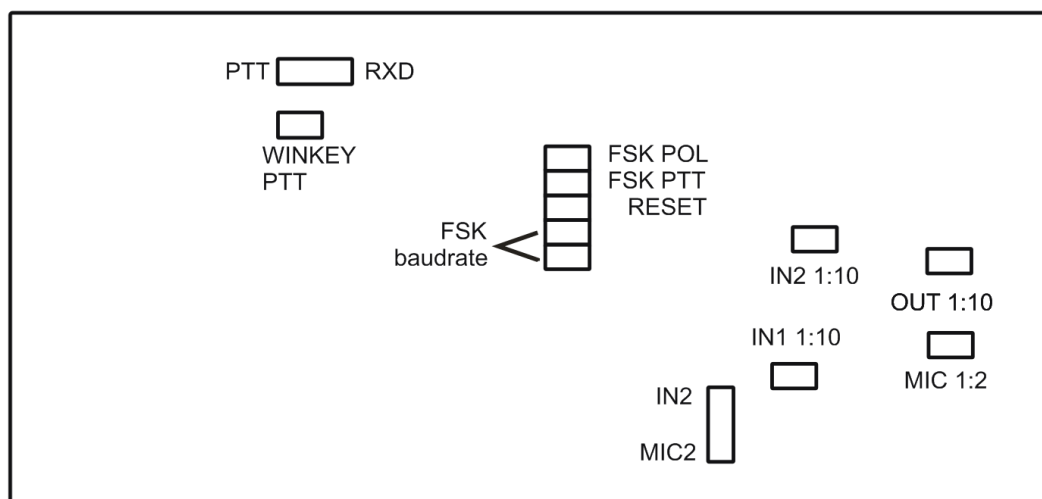 PTT RXD
WINKEY
PTT
FSK POL
FSK PTT
RESET
FSK
baudrate
IN2 1:10
OUT 1:10
IN1 1:10
MIC 1:2
IN2
MIC2